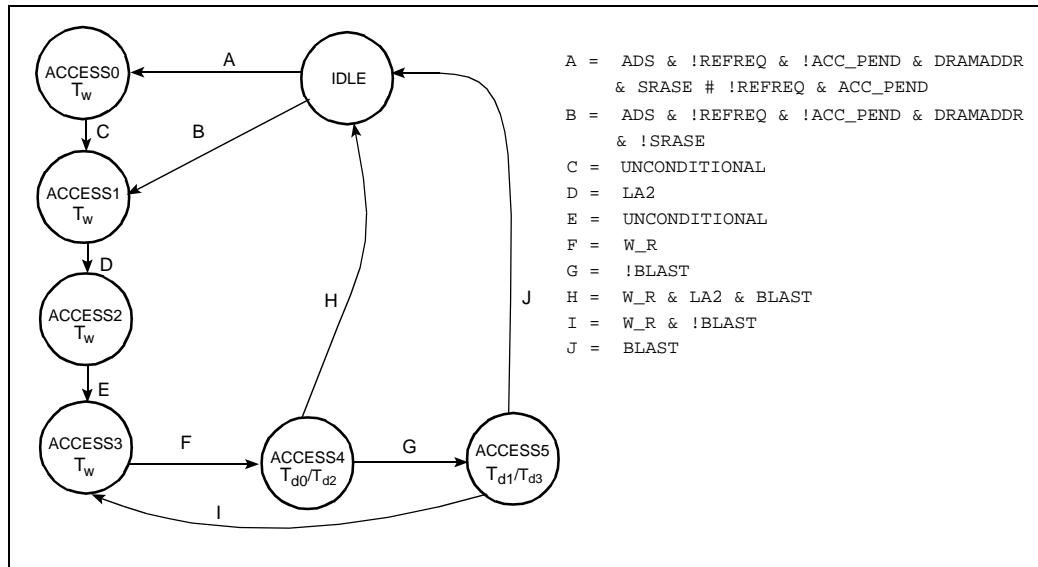 ACCESS0
Tw
A
IDLE
C
B
ACCESS1
Tw
D
ACCESS2
Tw
H
J
E
ACCESS3
Tw
F
ACCESS4
Td0/Td2
G
ACCESS5
Td1/Td3
I
A = ADS & !REFREQ & !ACC_PEND & DRAMADDR
& SRASE # !REFREQ & ACC_PEND
B = ADS & !REFREQ & !ACC_PEND & DRAMADDR
& !SRASE
C = UNCONDITIONAL
D = LA2
E = UNCONDITIONAL
F = W_R
G = !BLAST
H = W_R & LA2 & BLAST
I = W_R & !BLAST
J = BLAST